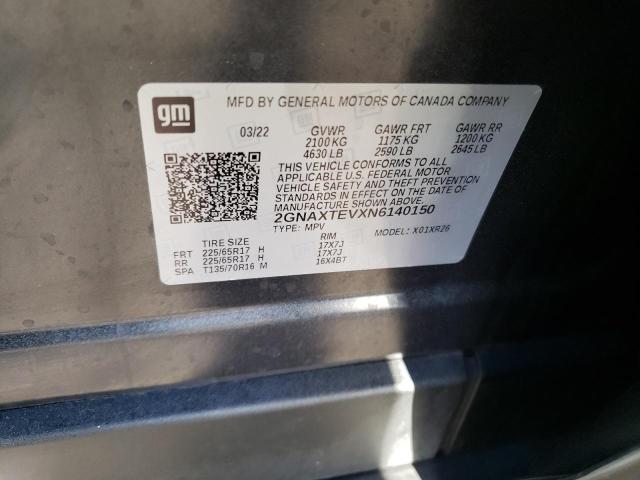 gm
MFD BY GENERAL MOTORS OF CANADA COMPANY
03/22 GVWR GAWR FRT GAWR RR
2100 KG 1175 KG 1200 KG
4630 LB 2590 LB 2645 LB
THIS VEHICLE CONFORMS TO ALL
APPLICABLE U.S. FEDERAL MOTOR
VEHICLE SAFETY AND THEFT PREVENTION
STANDARDS IN EFFECT ON THE DATE OF
MANUFACTURE SHOWN ABOVE.
2GNAXTEVXN6140150
TYPE: MPV MODEL: X01XR26
TIRE SIZE RIM
FRT 225/65R17 H 17X7J
RR 225/65R17 H 17X7J
SPA T135/70R16 M 16X4BT